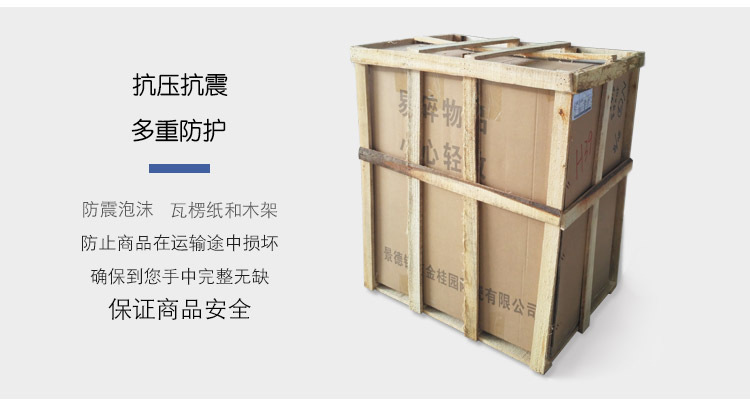 抗压抗震
多重防护
防震泡沫 瓦楞纸和木架
防止商品在运输途中损坏
确保到您手中完整无缺
保证商品安全
易碎物品
小心轻放
景德镇 金桂园 有限公司